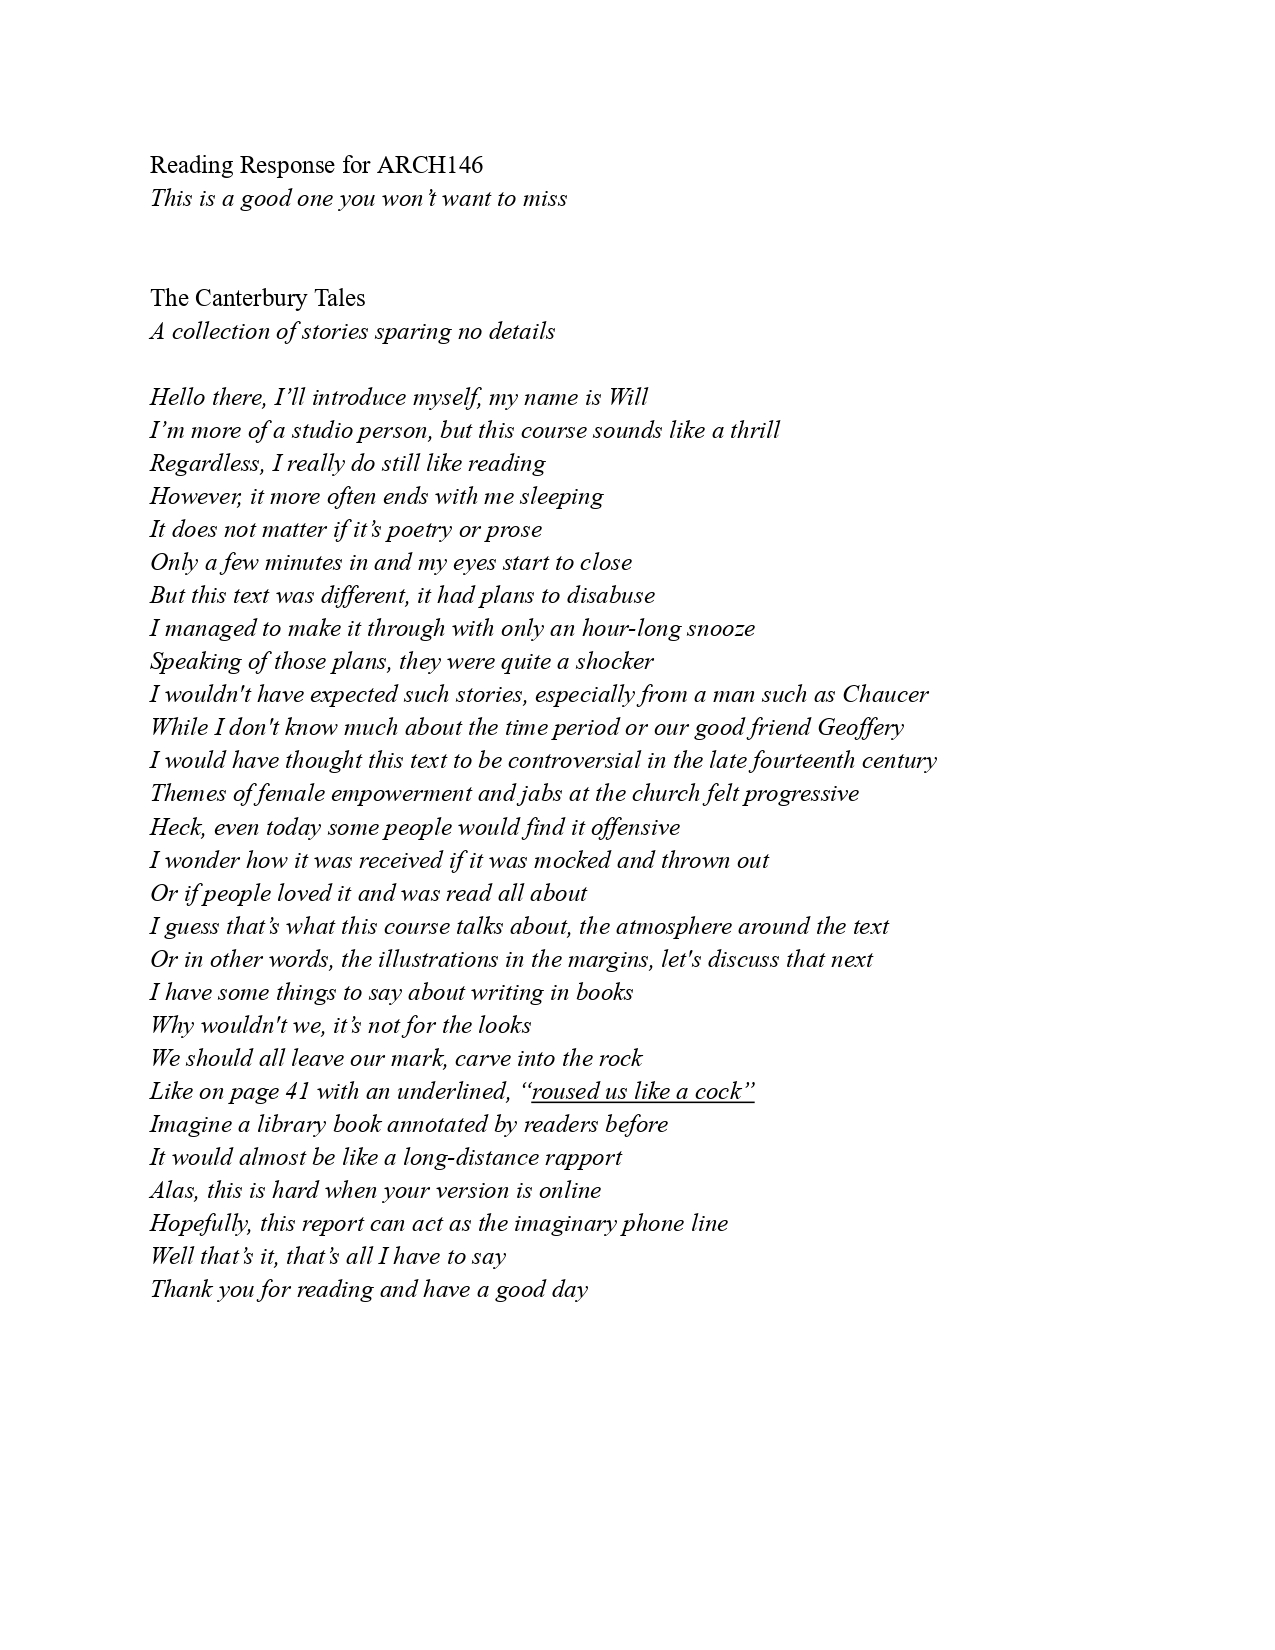 Reading Response for ARCH146
This is a good one you won’t want to miss
The Canterbury Tales
A collection of stories sparing no details
Hello there, I’ll introduce myself, my name is Will
I’m more of a studio person, but this course sounds like a thrill
Regardless, I really do still like reading
However, it more often ends with me sleeping
It does not matter if it’s poetry or prose
Only a few minutes in and my eyes start to close
But this text was different, it had plans to disabuse
I managed to make it through with only an hour-long snooze
Speaking of those plans, they were quite a shocker
I wouldn't have expected such stories, especially from a man such as Chaucer
While I don't know much about the time period or our good friend Geoffery
I would have thought this text to be controversial in the late fourteenth century
Themes of female empowerment and jabs at the church felt progressive
Heck, even today some people would find it offensive
I wonder how it was received if it was mocked and thrown out
Or if people loved it and was read all about
I guess that’s what this course talks about, the atmosphere around the text
Or in other words, the illustrations in the margins, let's discuss that next
I have some things to say about writing in books
Why wouldn't we, it’s not for the looks
We should all leave our mark, carve into the rock
Like on page 41 with an underlined, “roused us like a cock”
Imagine a library book annotated by readers before
It would almost be like a long-distance rapport
Alas, this is hard when your version is online
Hopefully, this report can act as the imaginary phone line
Well that’s it, that’s all I have to say
Thank you for reading and have a good day